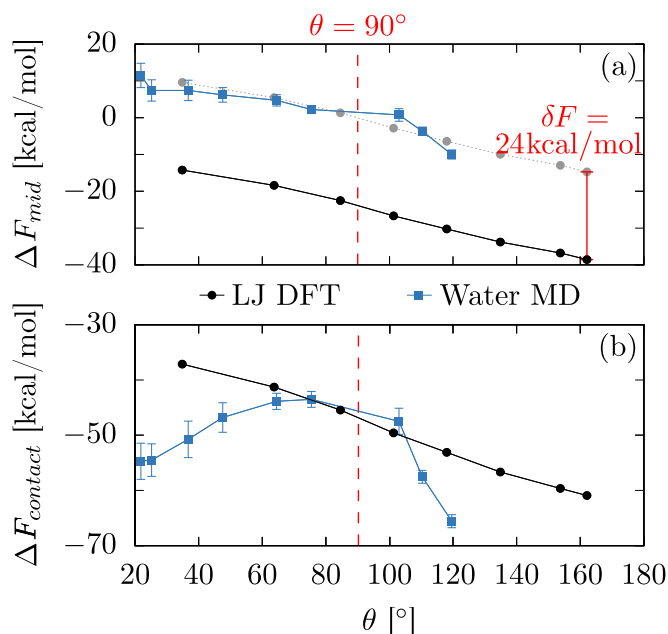 θ = 90°
20
(a)
0
δF =
24kcal/mol
−20
−40
ΔF_mid [kcal/mol]
LJ DFT
Water MD
−30
(b)
−50
−70
ΔF_contact [kcal/mol]
20 40 60 80 100 120 140 160 180
θ [°]